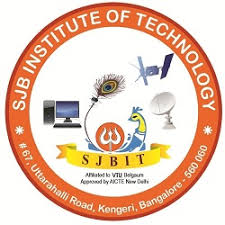 SJB INSTITUTE OF TECHNOLOGY
SJBIT
Affiliated to VTU Belgaum
Approved by AICTE New Delhi
# 67, Uttarahalli Road, Kengeri, Bangalore - 560 060